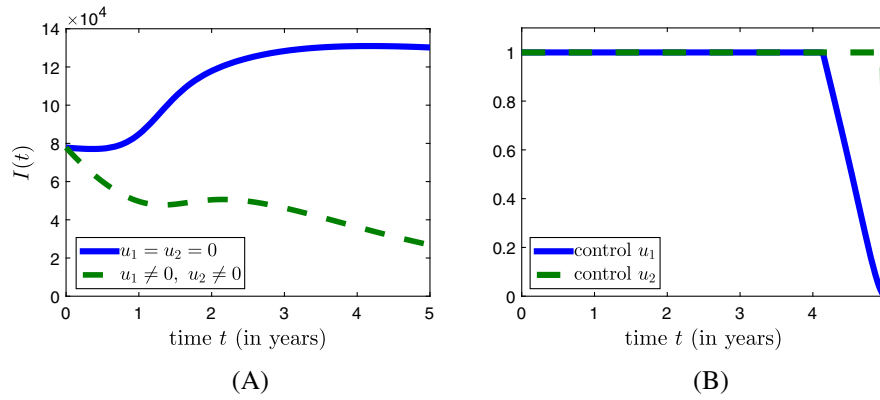 ×10⁴
14
12
10
8
6
4
2
0
I(t)
0 1 2 3 4 5
time t (in years)
u₁ = u₂ = 0
u₁ ≠ 0, u₂ ≠ 0
(A)
1
0.8
0.6
0.4
0.2
0
0 1 2 3 4
time t (in years)
control u₁
control u₂
(B)